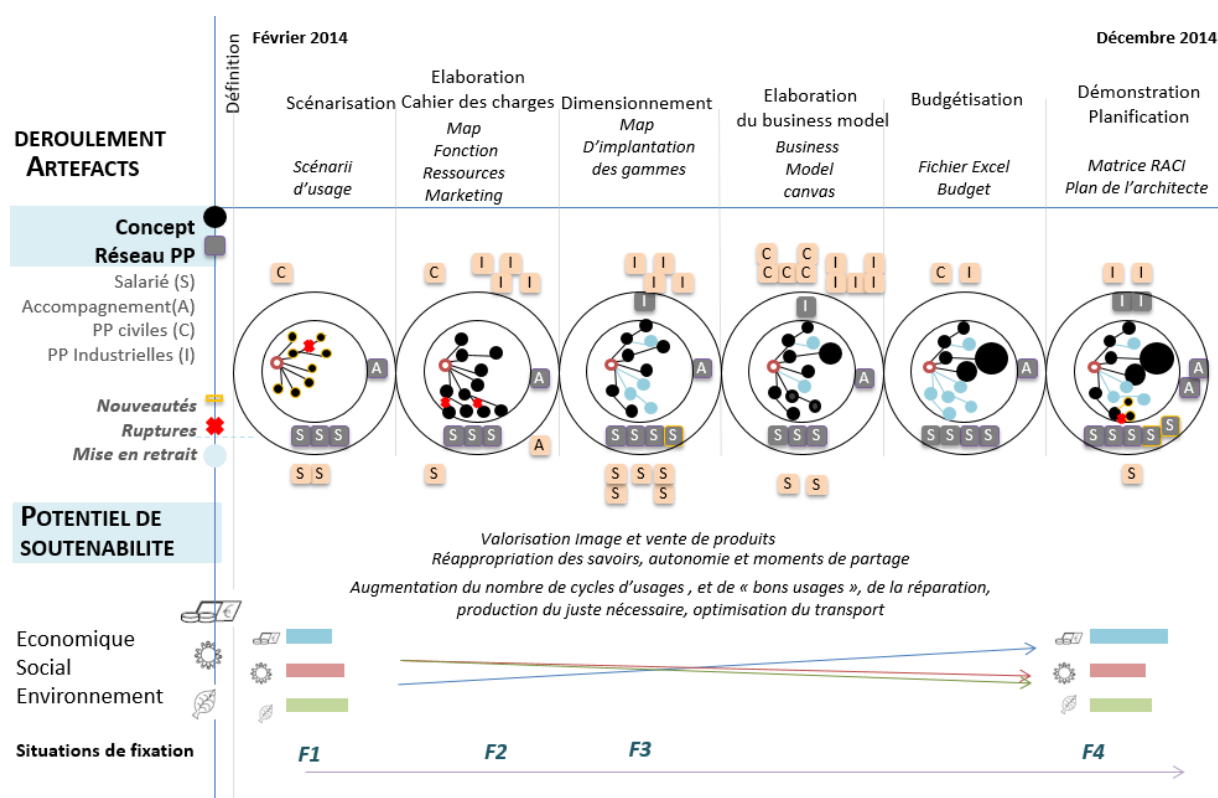 Définition
Février 2014
Décembre 2014
Scénarisation
Elaboration
Cahier des charges
Dimensionnement
Elaboration
du business model
Budgétisation
Démonstration
Planification
DEROULEMENT
ARTEFACTS
Scénarii
d'usage
Map
Fonction
Ressources
Marketing
Map
D'implantation
des gammes
Business
Model
canvas
Fichier Excel
Budget
Matrice RACI
Plan de l'architecte
Concept
Réseau PP
Salarié (S)
Accompagnement(A)
PP civiles (C)
PP Industrielles (I)
Nouveautés
Ruptures
Mise en retrait
C
A
S S S
S S
C
I I
I I
A
S S S
A
S
I I
I I
I
A
S S S S
S S S
S S
C C
C C C
I I
I I I
I
A
S S S
S S
C I
A
S S S S
I I
I I
A
A
S S S S S
S
POTENTIEL DE
SOUTENABILITE
Valorisation Image et vente de produits
Réappropriation des savoirs, autonomie et moments de partage
Augmentation du nombre de cycles d'usages , et de « bons usages », de la réparation,
production du juste nécessaire, optimisation du transport
€
Economique
Social
Environnement
Situations de fixation
F1
F2
F3
F4